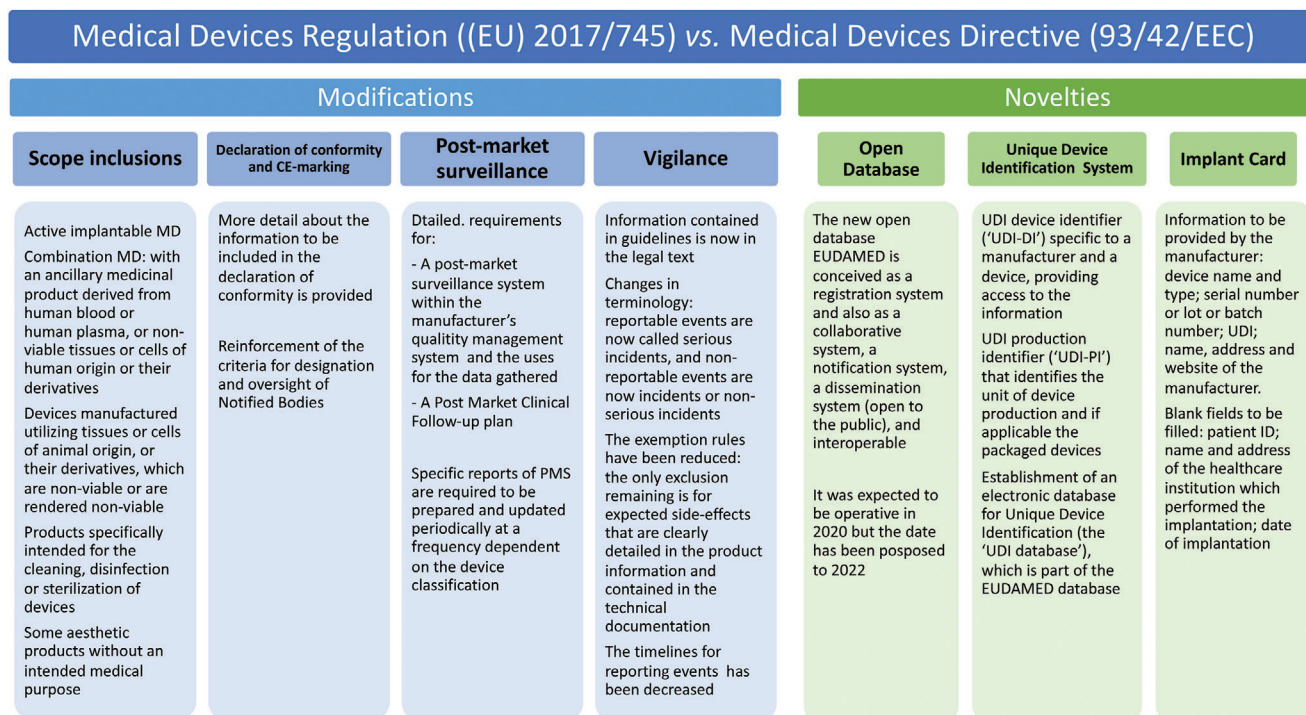 Medical Devices Regulation ((EU) 2017/745) vs. Medical Devices Directive (93/42/EEC)
Modifications
Scope inclusions
Active implantable MD
Combination MD: with
an ancillary medicinal
product derived from
human blood or
human plasma, or non-
viable tissues or cells of
human origin or their
derivatives
Devices manufactured
utilizing tissues or cells
of animal origin, or
their derivatives, which
are non-viable or are
rendered non-viable
Products specifically
intended for the
cleaning, disinfection
or sterilization of
devices
Some aesthetic
products without an
intended medical
purpose
Declaration of conformity
and CE-marking
More detail about the
information to be
included in the
declaration of
conformity is provided
Reinforcement of the
criteria for designation
and oversight of
Notified Bodies
Post-market
surveillance
Dtailed. requirements
for:
- A post-market
surveillance system
within the
manufacturer's
qualitity management
system and the uses
for the data gathered
- A Post Market Clinical
Follow-up plan
Specific reports of PMS
are required to be
prepared and updated
periodically at a
frequency dependent
on the device
classification
Vigilance
Information contained
in guidelines is now in
the legal text
Changes in
terminology:
reportable events are
now called serious
incidents, and non-
reportable events are
now incidents or non-
serious incidents
The exemption rules
have been reduced:
the only exclusion
remaining is for
expected side-effects
that are clearly
detailed in the product
information and
contained in the
technical
documentation
The timelines for
reporting events has
been decreased
Novelties
Open
Database
The new open
database
EUDAMED is
conceived as a
registration system
and also as a
collaborative
system, a
notification system,
a dissemination
system (open to
the public), and
interoperable
It was expected to
be operative in
2020 but the date
has been posposed
to 2022
Unique Device
Identification System
UDI device identifier
('UDI-DI') specific to a
manufacturer and a
device, providing
access to the
information
UDI production
identifier ('UDI-PI')
that identifies the
unit of device
production and if
applicable the
packaged devices
Establishment of an
electronic database
for Unique Device
Identification (the
'UDI database'),
which is part of the
EUDAMED database
Implant Card
Information to be
provided by the
manufacturer:
device name and
type; serial number
or lot or batch
number; UDI;
name, address and
website of the
manufacturer.
Blank fields to be
filled: patient ID;
name and address
of the healthcare
institution which
performed the
implantation; date
of implantation